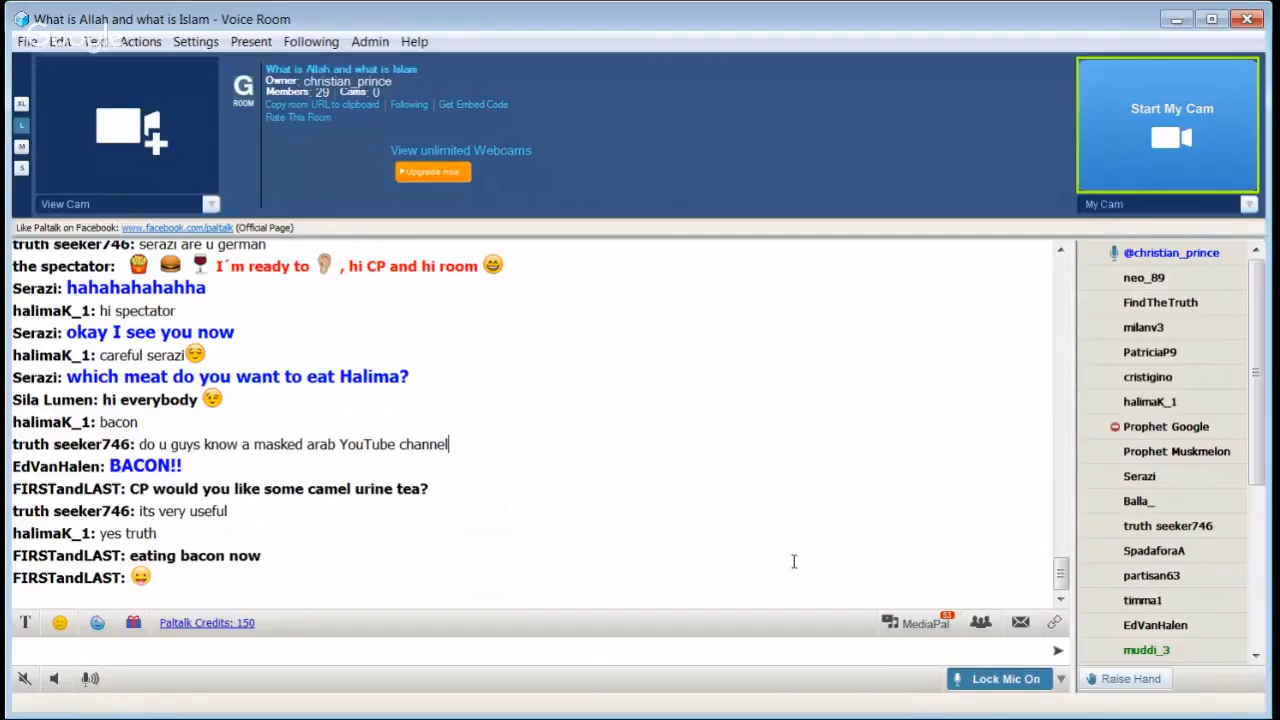 What is Allah and what is Islam - Voice Room
Google
File Edit Text Actions Settings Present Following Admin Help
XL
L
M
S
View Cam
G
ROOM
What is Allah and what is Islam
Owner: christian_prince
Members: 29 Cams: 0
Copy room URL to clipboard | Following | Get Embed Code
Rate This Room
View unlimited Webcams
Upgrade now
Start My Cam
My Cam
Like Paltalk on Facebook: www.facebook.com/paltalk (Official Page)
truth seeker746: serazi are u german
the spectator: I´m ready to , hi CP and hi room
Serazi: hahahahahahha
halimaK_1: hi spectator
Serazi: okay I see you now
halimaK_1: careful serazi
Serazi: which meat do you want to eat Halima?
Sila Lumen: hi everybody
halimaK_1: bacon
truth seeker746: do u guys know a masked arab YouTube channel
EdVanHalen: BACON!!
FIRSTandLAST: CP would you like some camel urine tea?
truth seeker746: its very useful
halimaK_1: yes truth
FIRSTandLAST: eating bacon now
FIRSTandLAST:
@christian_prince
neo_89
FindTheTruth
milanv3
PatriciaP9
cristigino
halimaK_1
Prophet Google
Prophet Muskmelon
Serazi
Balla_
truth seeker746
SpadaforaA
partisan63
timma1
EdVanHalen
muddi_3
T
Paltalk Credits: 150
MediaPal 53
Lock Mic On
Raise Hand